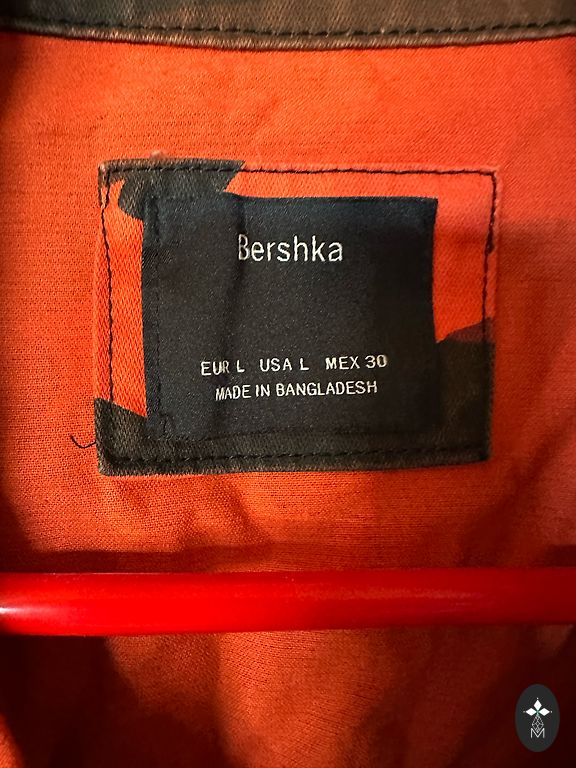 Bershka
EUR L USA L MEX 30
MADE IN BANGLADESH
M